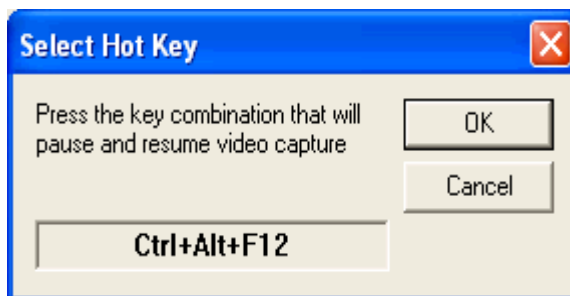 Select Hot Key
Press the key combination that will
pause and resume video capture
OK
Cancel
Ctrl+Alt+F12